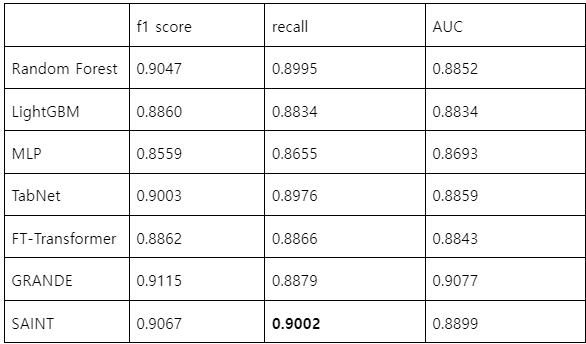 f1 score recall AUC
Random Forest 0.9047 0.8995 0.8852
LightGBM 0.8860 0.8834 0.8834
MLP 0.8559 0.8655 0.8693
TabNet 0.9003 0.8976 0.8859
FT-Transformer 0.8862 0.8866 0.8843
GRANDE 0.9115 0.8879 0.9077
SAINT 0.9067 0.9002 0.8899